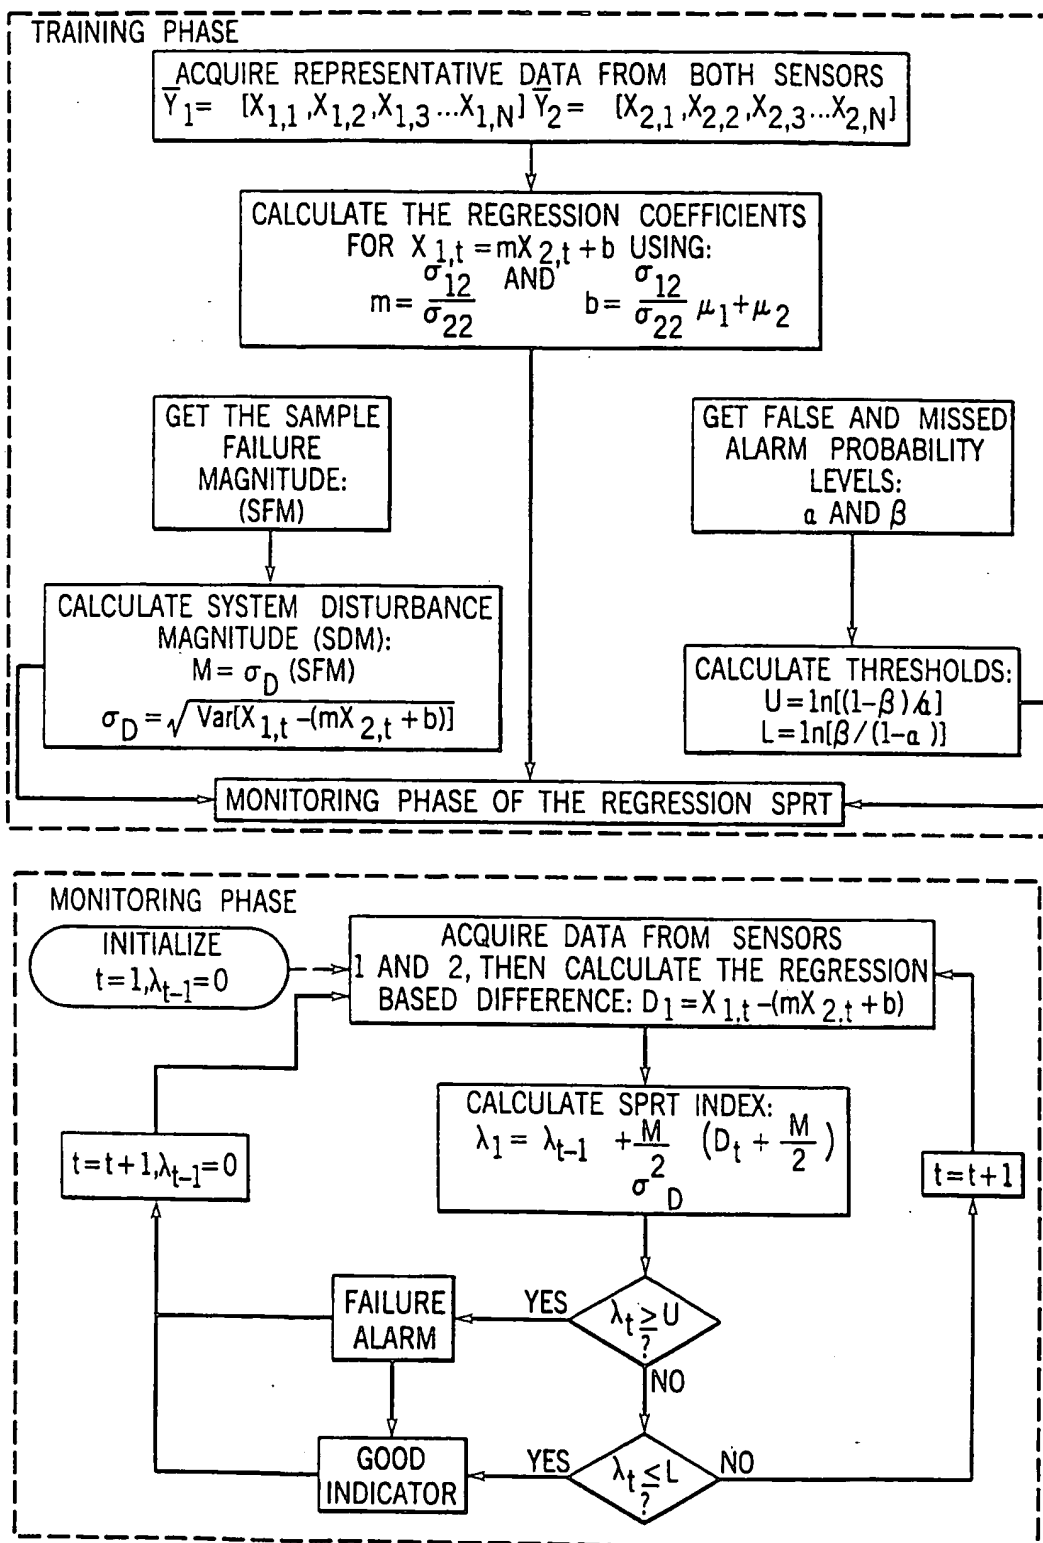 TRAINING PHASE
ACQUIRE REPRESENTATIVE DATA FROM BOTH SENSORS
Y̅1= [X1,1,X1,2,X1,3...X1,N] Y̅2= [X2,1,X2,2,X2,3...X2,N]
CALCULATE THE REGRESSION COEFFICIENTS
FOR X1,t=mX2,t+b USING:
m=σ12/σ22 AND b=σ12/σ22 μ1+μ2
GET THE SAMPLE
FAILURE
MAGNITUDE:
(SFM)
GET FALSE AND MISSED
ALARM PROBABILITY
LEVELS:
α AND β
CALCULATE SYSTEM DISTURBANCE
MAGNITUDE (SDM):
M=σD (SFM)
σD=√Var[X1,t-(mX2,t+b)]
CALCULATE THRESHOLDS:
U=ln[(1-β)/α]
L=ln[β/(1-α)]
MONITORING PHASE OF THE REGRESSION SPRT
MONITORING PHASE
INITIALIZE
t=1,λt-1=0
ACQUIRE DATA FROM SENSORS
1 AND 2, THEN CALCULATE THE REGRESSION
BASED DIFFERENCE: D1=X1,t-(mX2,t+b)
CALCULATE SPRT INDEX:
λ1=λt-1 +M/σ²D (Dt+M/2)
t=t+1,λt-1=0
t=t+1
FAILURE
ALARM
YES
λt≥U
?
NO
GOOD
INDICATOR
YES
λt≤L
?
NO